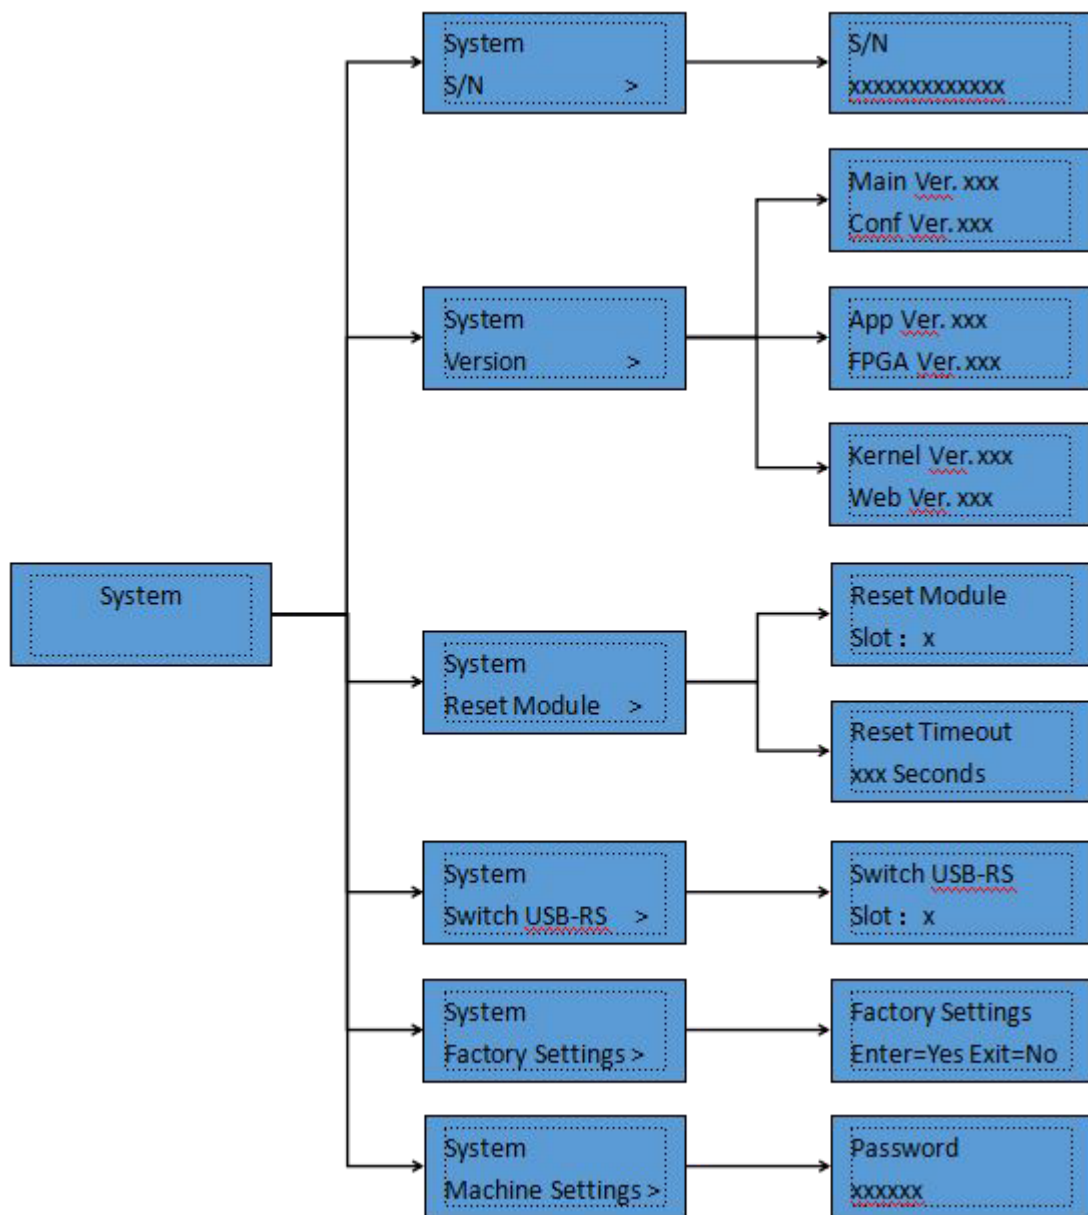 System
S/N >
S/N
xxxxxxxxxxxxx
Main Ver. xxx
Conf Ver. xxx
System
Version >
App Ver. xxx
FPGA Ver. xxx
Kernel Ver. xxx
Web Ver. xxx
System
System
Reset Module >
Reset Module
Slot： x
Reset Timeout
xxx Seconds
System
Switch USB-RS >
Switch USB-RS
Slot： x
System
Factory Settings >
Factory Settings
Enter=Yes Exit=No
System
Machine Settings >
Password
xxxxxx